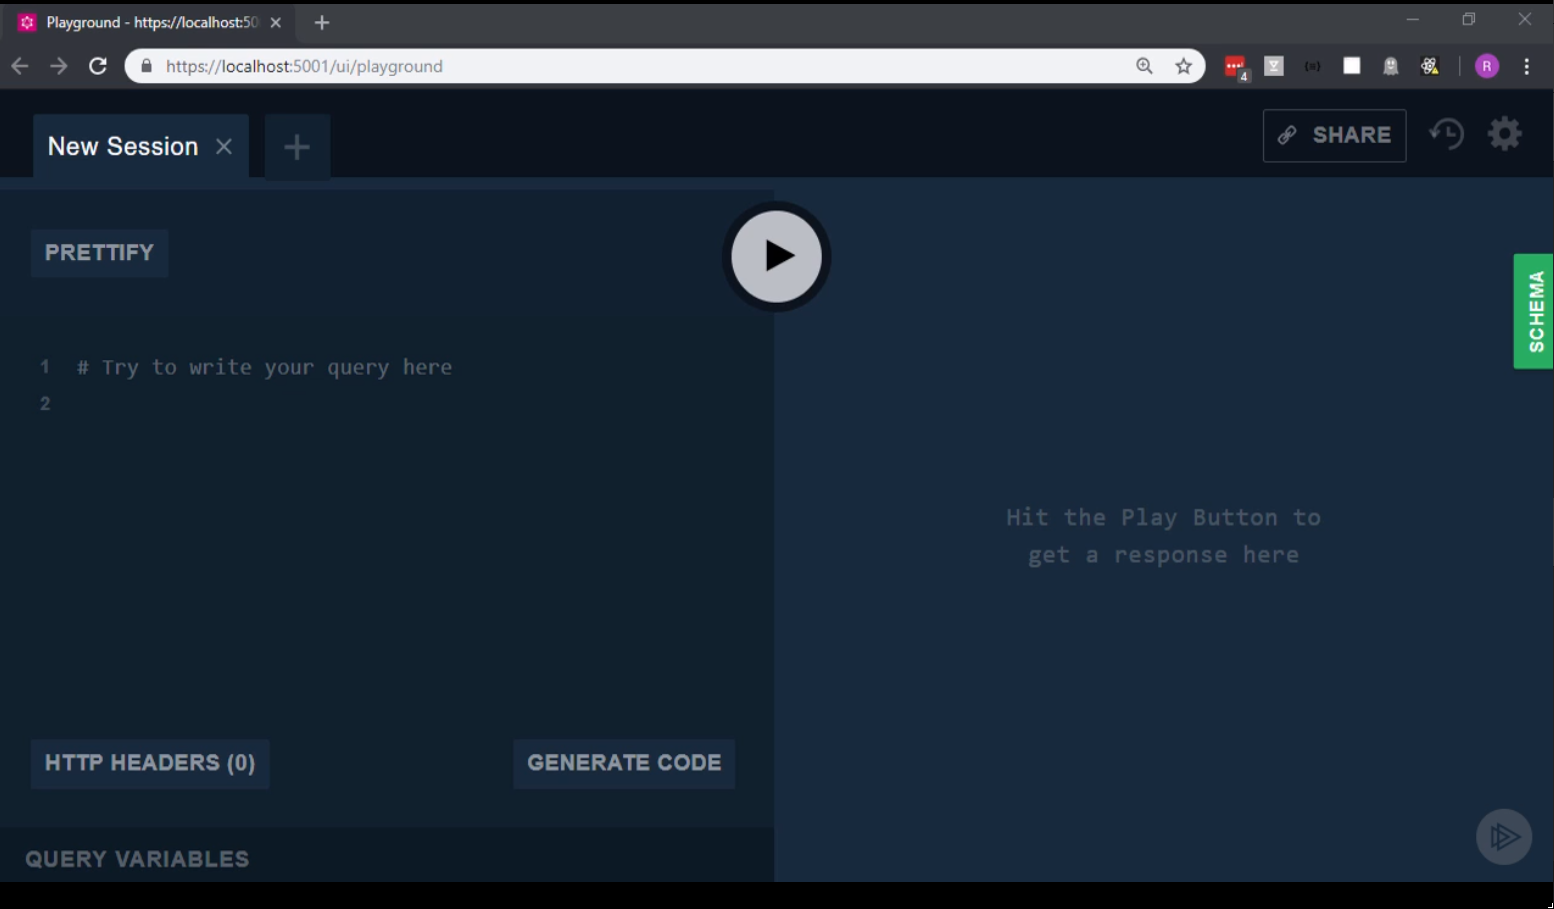 Playground - https://localhost:50
https://localhost:5001/ui/playground
4
R
New Session
SHARE
PRETTIFY
SCHEMA
1 # Try to write your query here
2
Hit the Play Button to
get a response here
HTTP HEADERS (0)
GENERATE CODE
QUERY VARIABLES